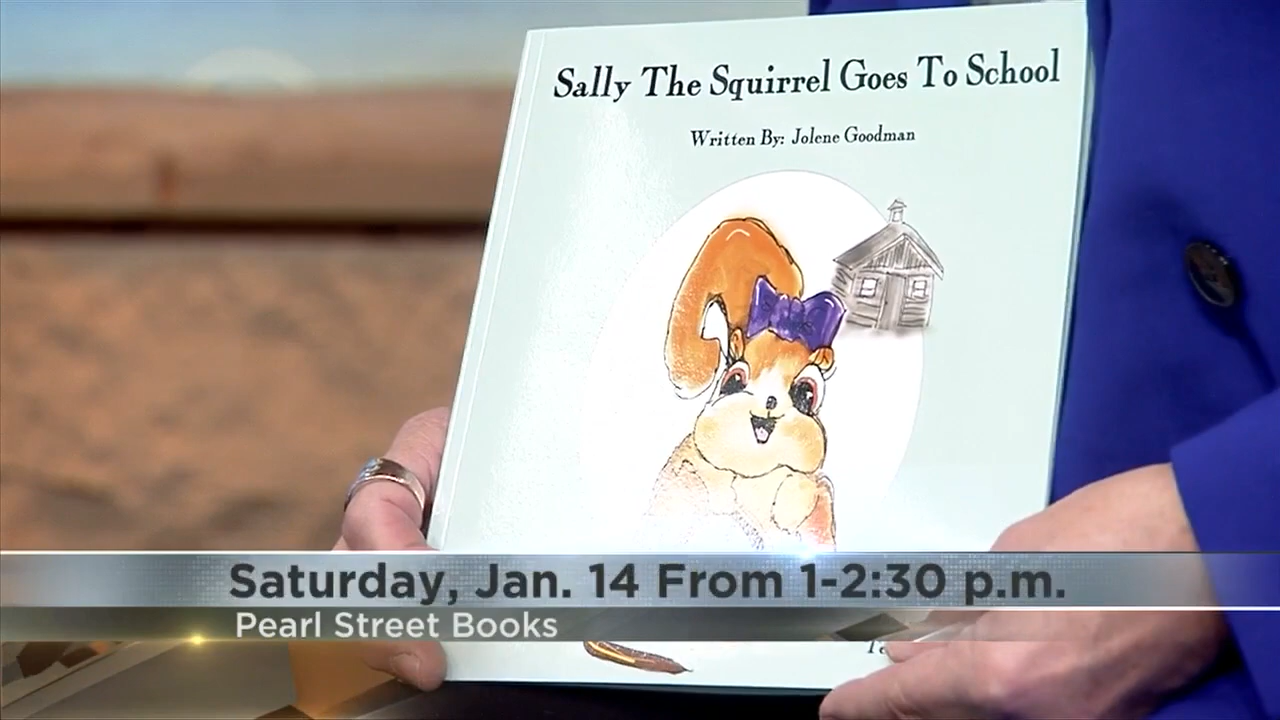 Sally The Squirrel Goes To School
Written By: Jolene Goodman
Saturday, Jan. 14 From 1-2:30 p.m.
Pearl Street Books